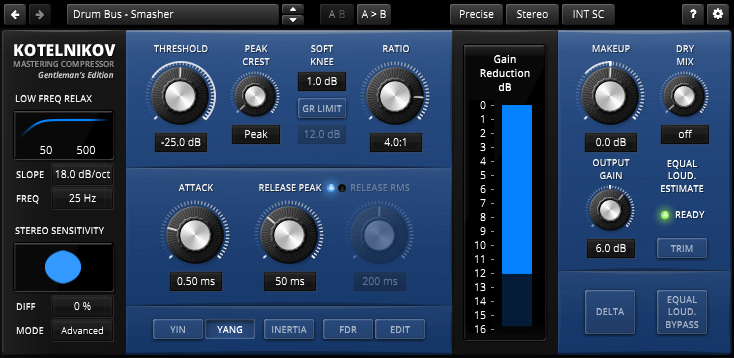 Drum Bus - Smasher
A B
A > B
Precise
Stereo
INT SC
?
KOTELNIKOV
MASTERING COMPRESSOR
Gentleman's Edition
LOW FREQ RELAX
50 500
SLOPE 18.0 dB/oct
FREQ 25 Hz
STEREO SENSITIVITY
DIFF 0 %
MODE Advanced
THRESHOLD
-25.0 dB
PEAK
CREST
Peak
SOFT
KNEE
1.0 dB
GR LIMIT
12.0 dB
RATIO
4.0:1
ATTACK
0.50 ms
RELEASE PEAK
50 ms
RELEASE RMS
200 ms
YIN
YANG
INERTIA
FDR
EDIT
Gain
Reduction
dB
0
1
2
3
4
5
6
7
8
9
10
11
12
13
14
15
16
MAKEUP
0.0 dB
DRY
MIX
off
OUTPUT
GAIN
6.0 dB
EQUAL
LOUD.
ESTIMATE
READY
TRIM
DELTA
EQUAL
LOUD.
BYPASS